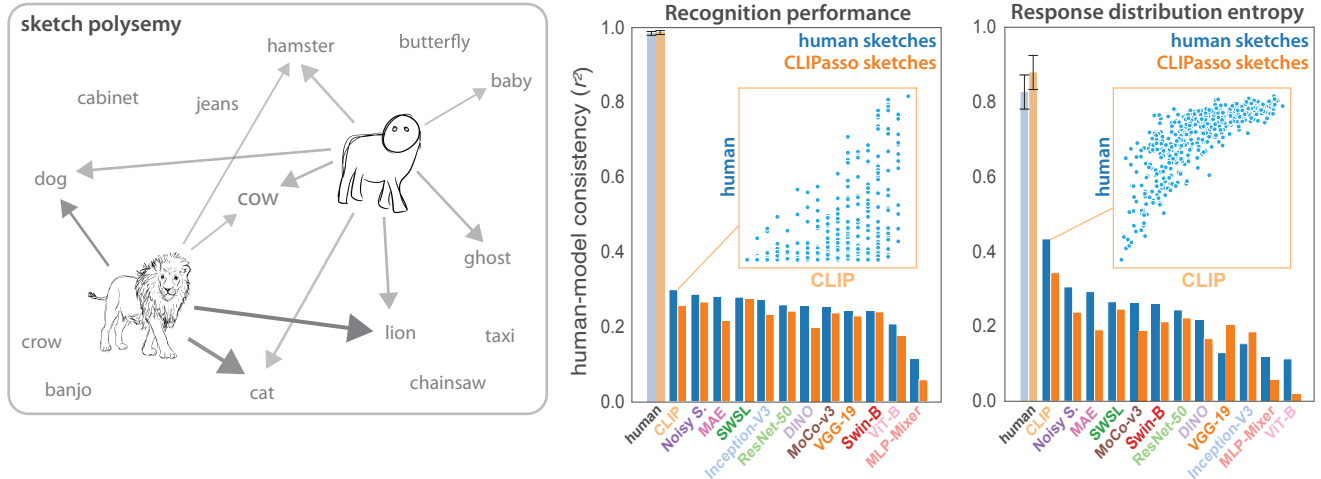 sketch polysemy
hamster
butterfly
baby
cabinet
jeans
dog
cow
ghost
lion
taxi
crow
cat
chainsaw
banjo
Recognition performance
human-model consistency (r²)
1.0
0.8
0.6
0.4
0.2
0.0
human sketches
CLIPasso sketches
human
CLIP
human
CLIP
Noisy S.
MAE
SWSL
Inception-V3
ResNet-50
DINO
MoCo-v3
VGG-19
Swin-B
ViT-B
MLP-Mixer
Response distribution entropy
1.0
0.8
0.6
0.4
0.2
0.0
human sketches
CLIPasso sketches
human
CLIP
human
CLIP
Noisy S.
MAE
SWSL
MoCo-v3
Swin-B
ResNet-50
DINO
VGG-19
Inception-V3
MLP-Mixer
ViT-B